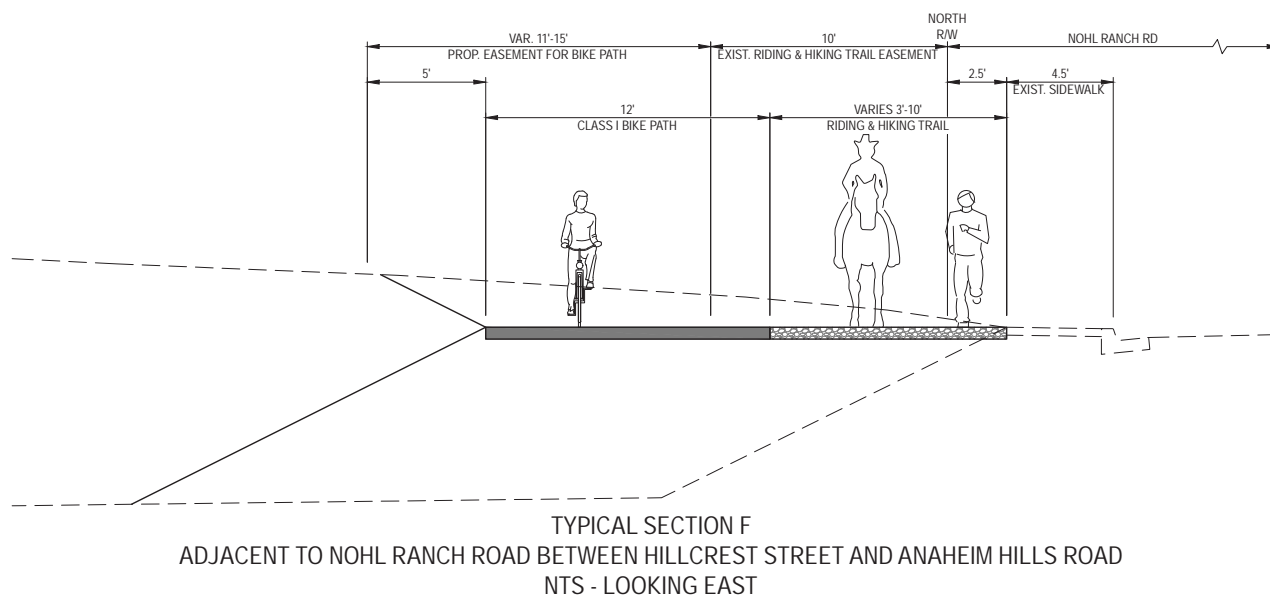 NORTH
R/W
VAR. 11'-15'
PROP. EASEMENT FOR BIKE PATH
10'
EXIST. RIDING & HIKING TRAIL EASEMENT
NOHL RANCH RD
5'
2.5'
4.5'
EXIST. SIDEWALK
12'
CLASS I BIKE PATH
VARIES 3'-10'
RIDING & HIKING TRAIL
TYPICAL SECTION F
ADJACENT TO NOHL RANCH ROAD BETWEEN HILLCREST STREET AND ANAHEIM HILLS ROAD
NTS - LOOKING EAST